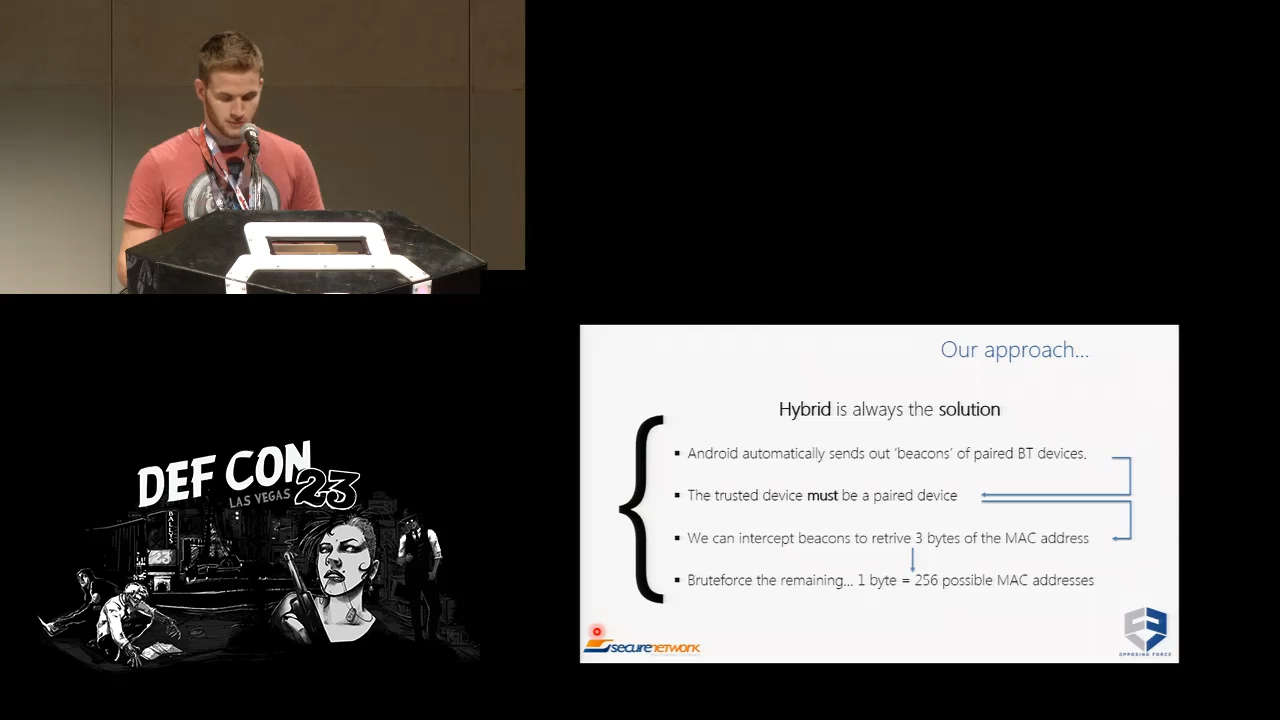 Our approach...
Hybrid is always the solution
▪ Android automatically sends out ‘beacons’ of paired BT devices.
▪ The trusted device must be a paired device
▪ We can intercept beacons to retrive 3 bytes of the MAC address
▪ Bruteforce the remaining... 1 byte = 256 possible MAC addresses
securenetwork
OPPOSING FORCE
DEF CON
LAS VEGAS 23
BALLYS
23